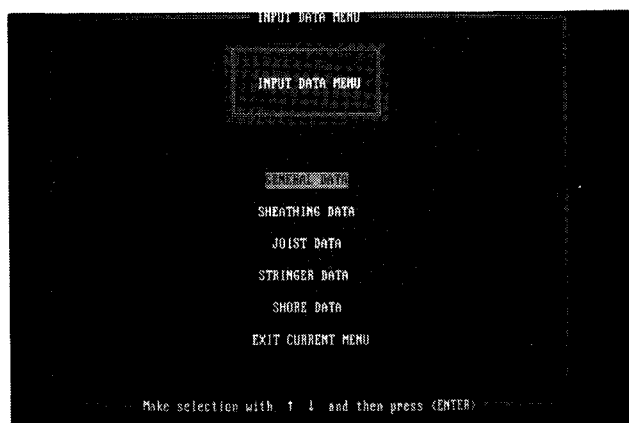 INPUT DATA MENU
INPUT DATA MENU
GENERAL DATA
SHEATHING DATA
JOIST DATA
STRINGER DATA
SHORE DATA
EXIT CURRENT MENU
Make selection with ↑ ↓ and then press (ENTER)